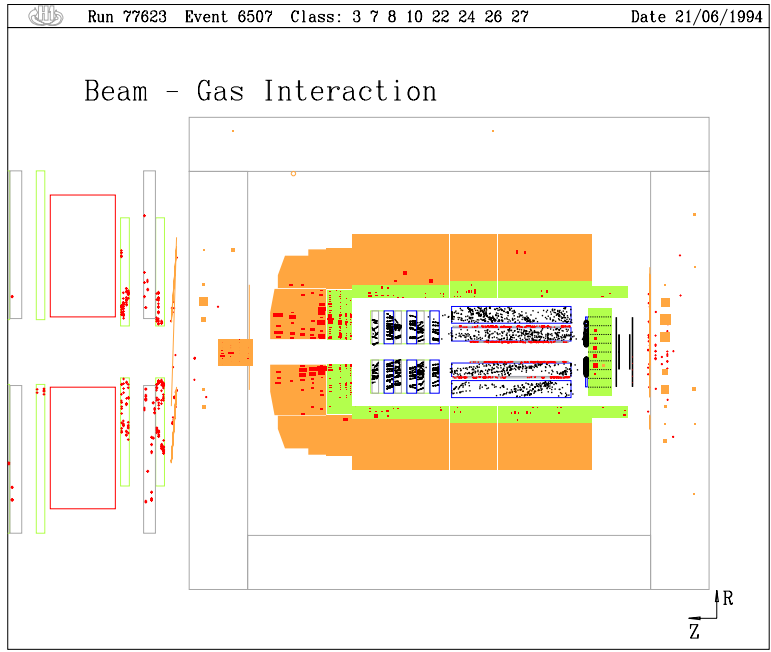 H1 Run 77623 Event 6507 Class: 3 7 8 10 22 24 26 27 Date 21/06/1994
Beam - Gas Interaction
R
Z